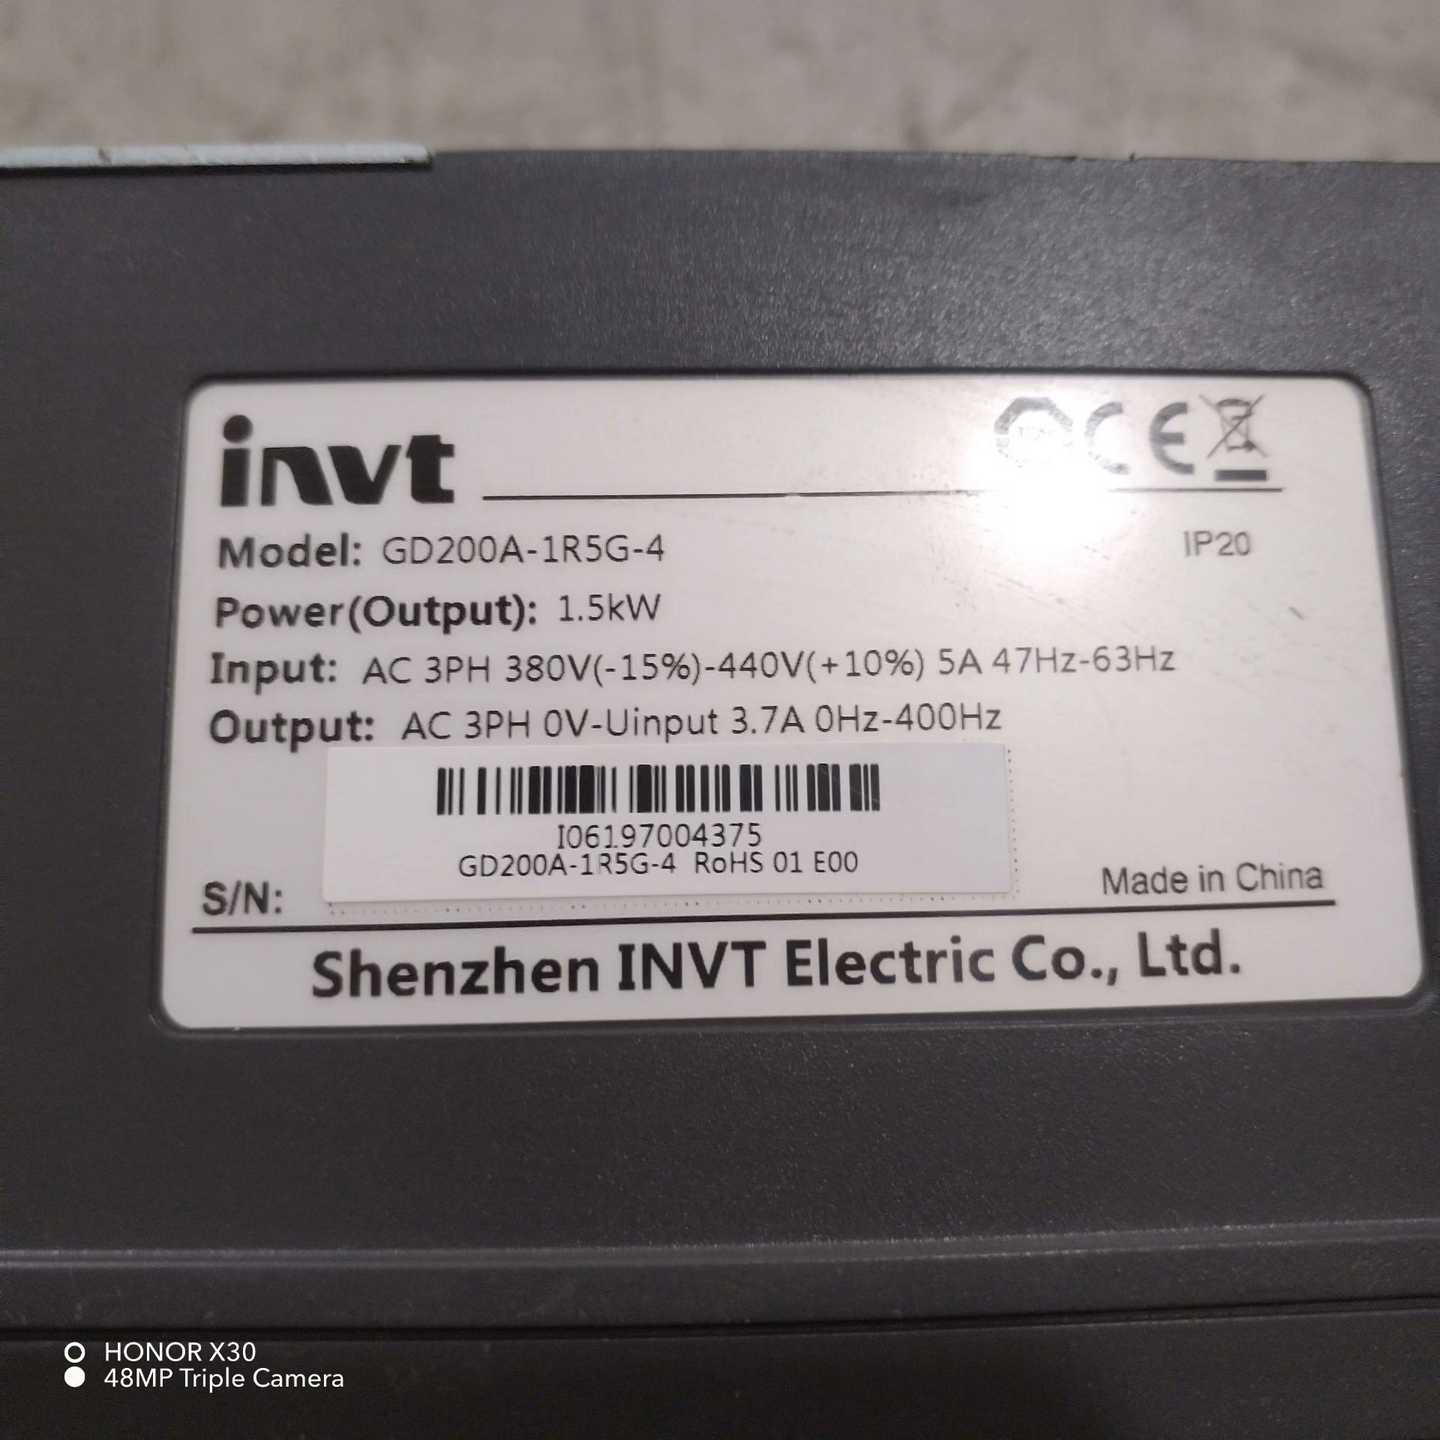 invt
CE
Model: GD200A-1R5G-4
IP20
Power(Output): 1.5kW
Input: AC 3PH 380V(-15%)-440V(+10%) 5A 47Hz-63Hz
Output: AC 3PH 0V-Uinput 3.7A 0Hz-400Hz
I06197004375
GD200A-1R5G-4 RoHS 01 E00
S/N:
Made in China
Shenzhen INVT Electric Co., Ltd.
HONOR X30
48MP Triple Camera